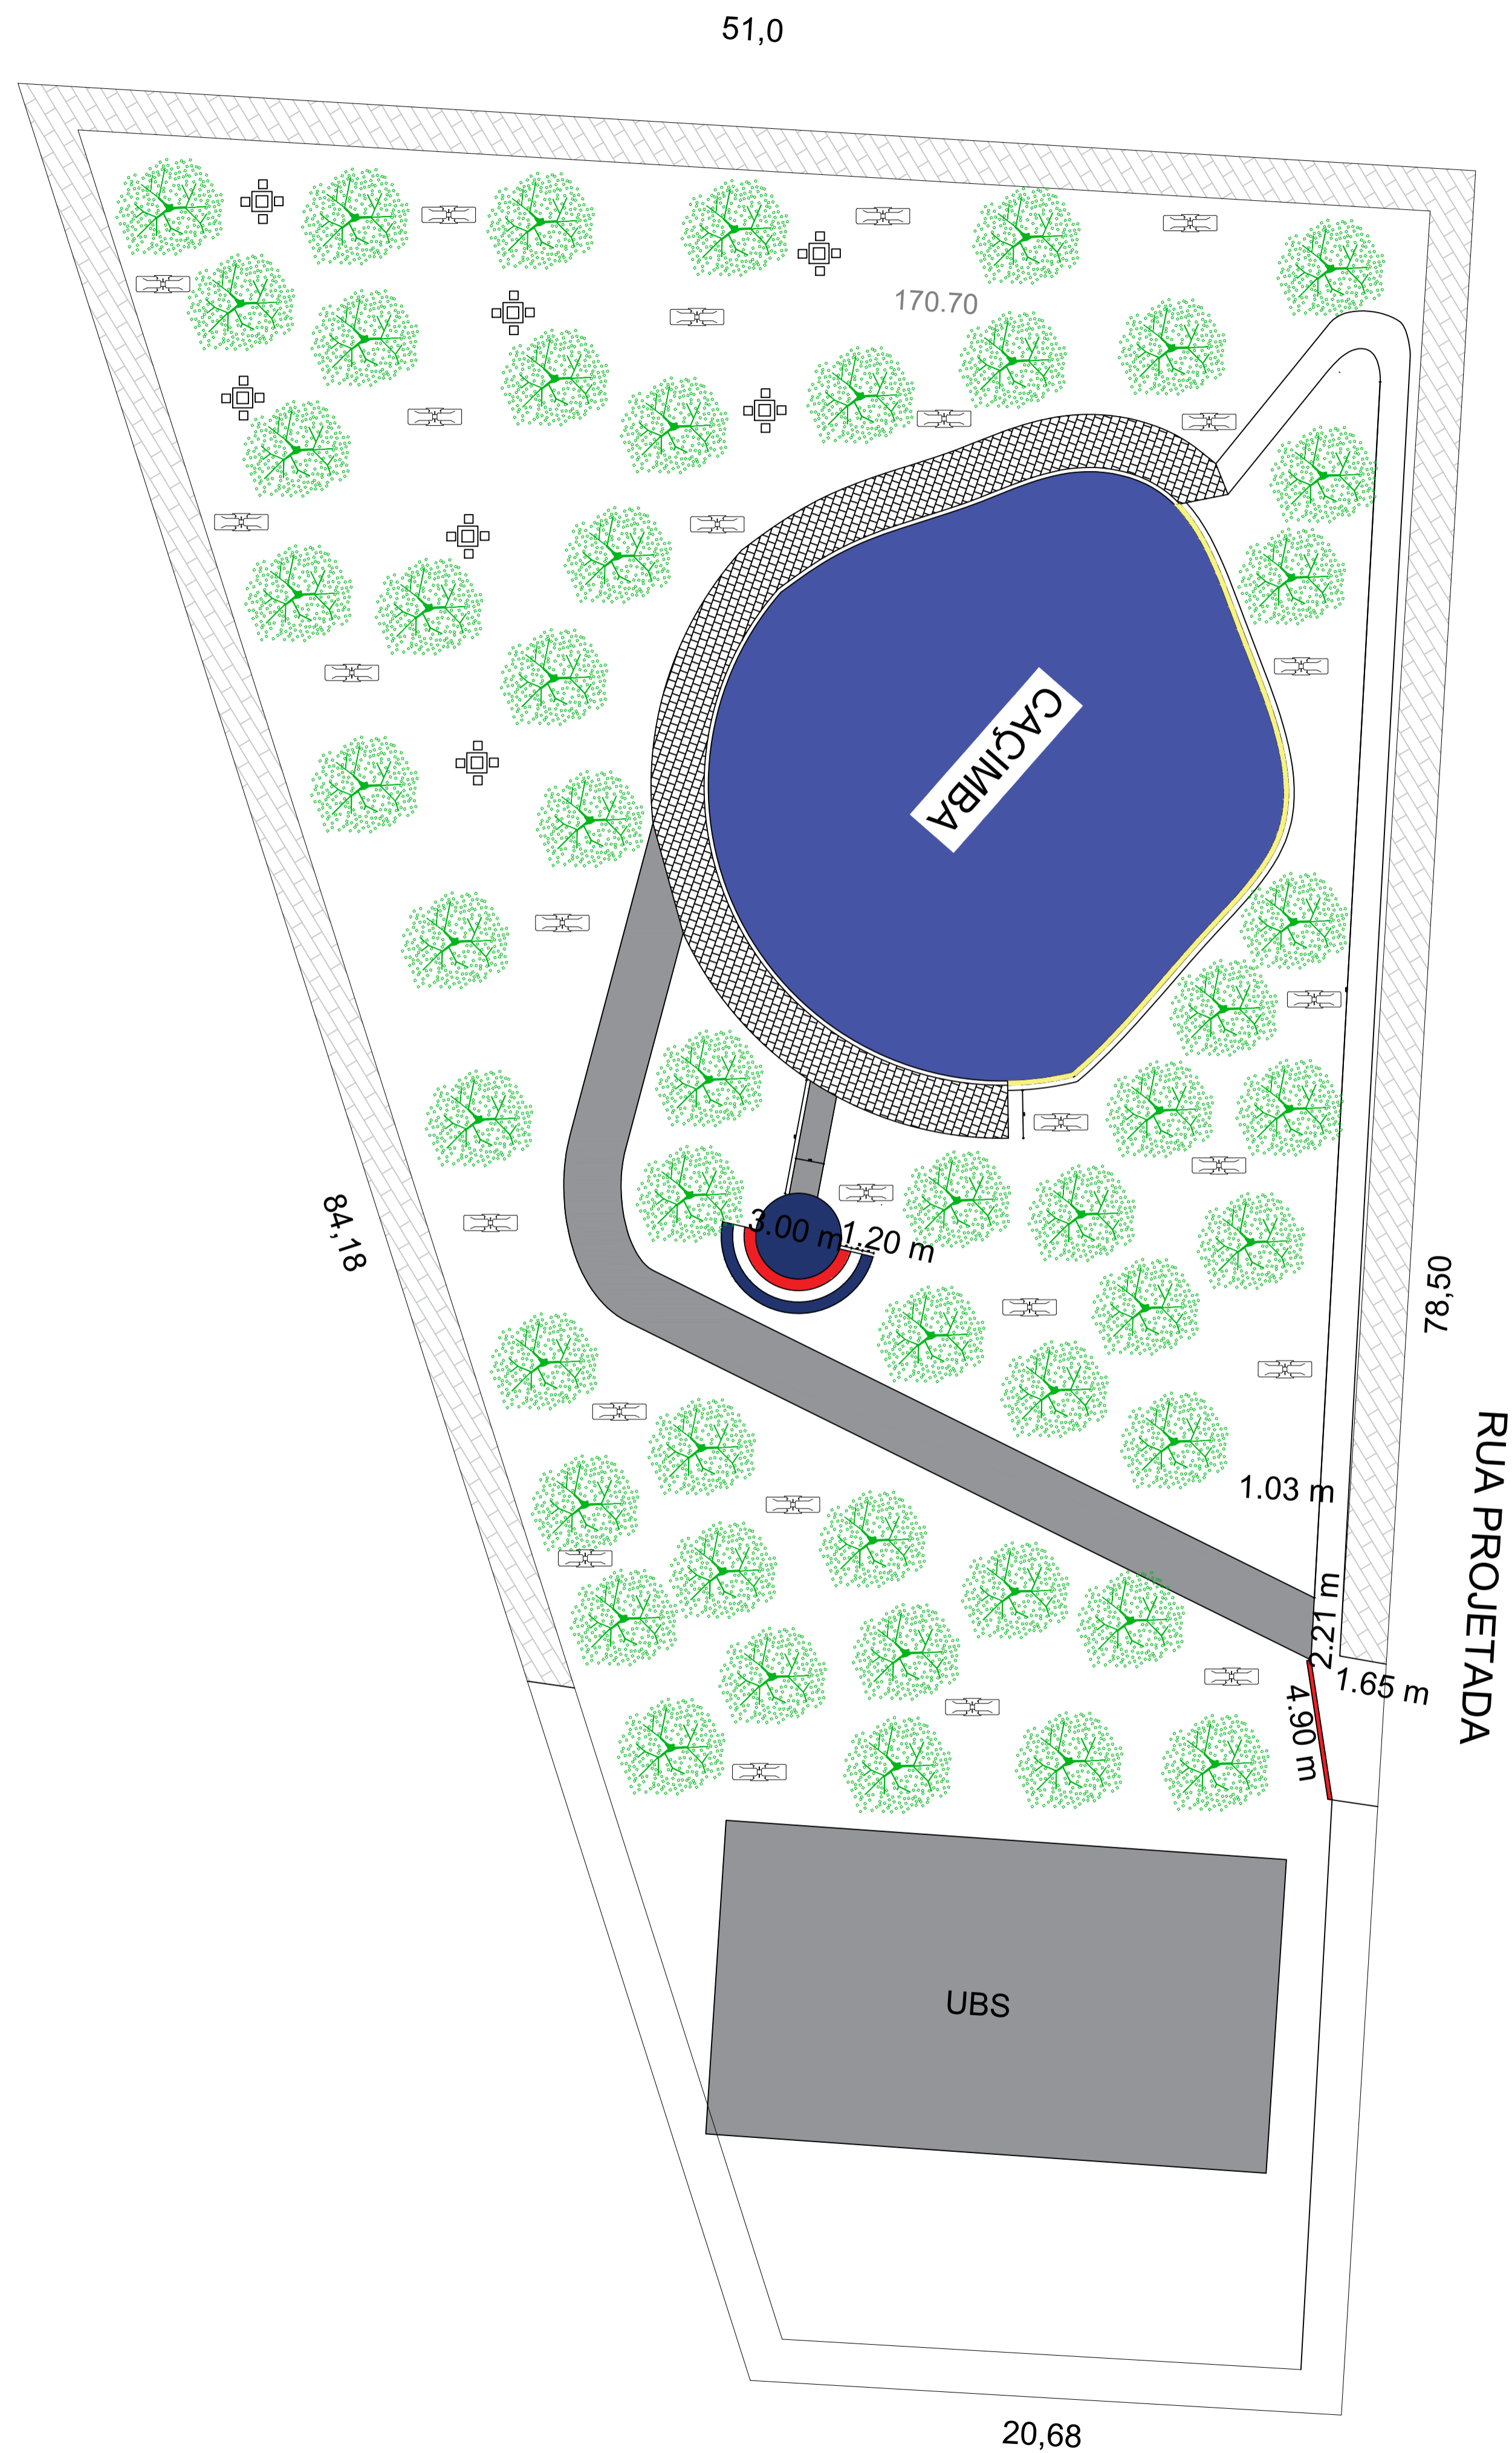 51,0
170.70
CAÇIMBA
84,18
3.00 m
1.20 m
78,50
RUA PROJETADA
1.03 m
2.21 m
1.65 m
4.90 m
UBS
20,68